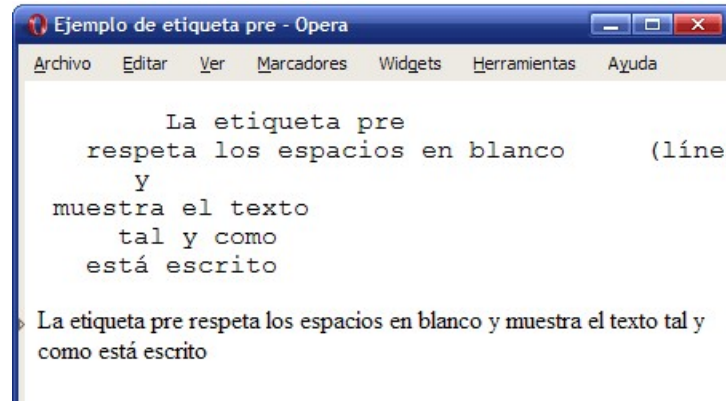 Ejemplo de etiqueta pre - Opera
Archivo Editar Ver Marcadores Widgets Herramientas Ayuda
La etiqueta pre
respeta los espacios en blanco (líne
y
muestra el texto
tal y como
está escrito
La etiqueta pre respeta los espacios en blanco y muestra el texto tal y
como está escrito